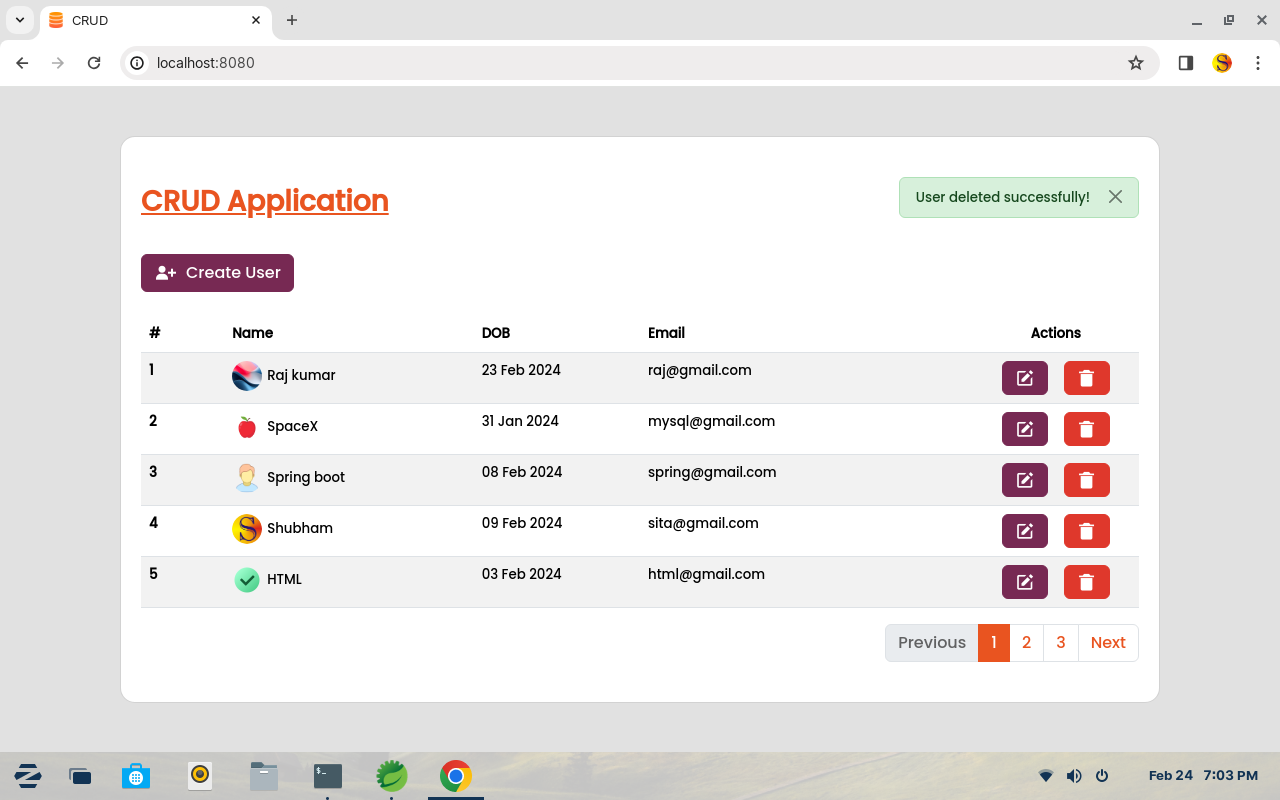 CRUD
localhost:8080
CRUD Application
User deleted successfully!
Create User
# Name DOB Email Actions
1 Raj kumar 23 Feb 2024 raj@gmail.com
2 SpaceX 31 Jan 2024 mysql@gmail.com
3 Spring boot 08 Feb 2024 spring@gmail.com
4 Shubham 09 Feb 2024 sita@gmail.com
5 HTML 03 Feb 2024 html@gmail.com
Previous 1 2 3 Next
Feb 24 7:03 PM